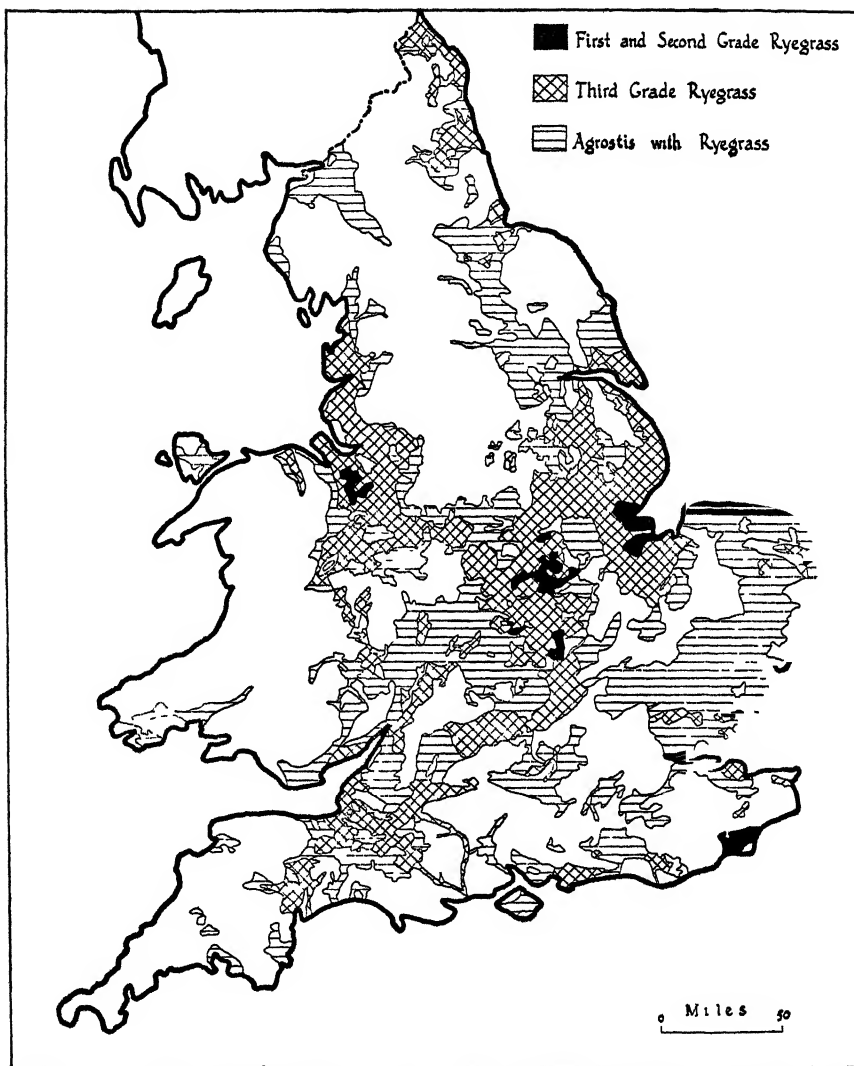 First and Second Grade Ryegrass
Third Grade Ryegrass
Agrostis with Ryegrass
Miles
0 50